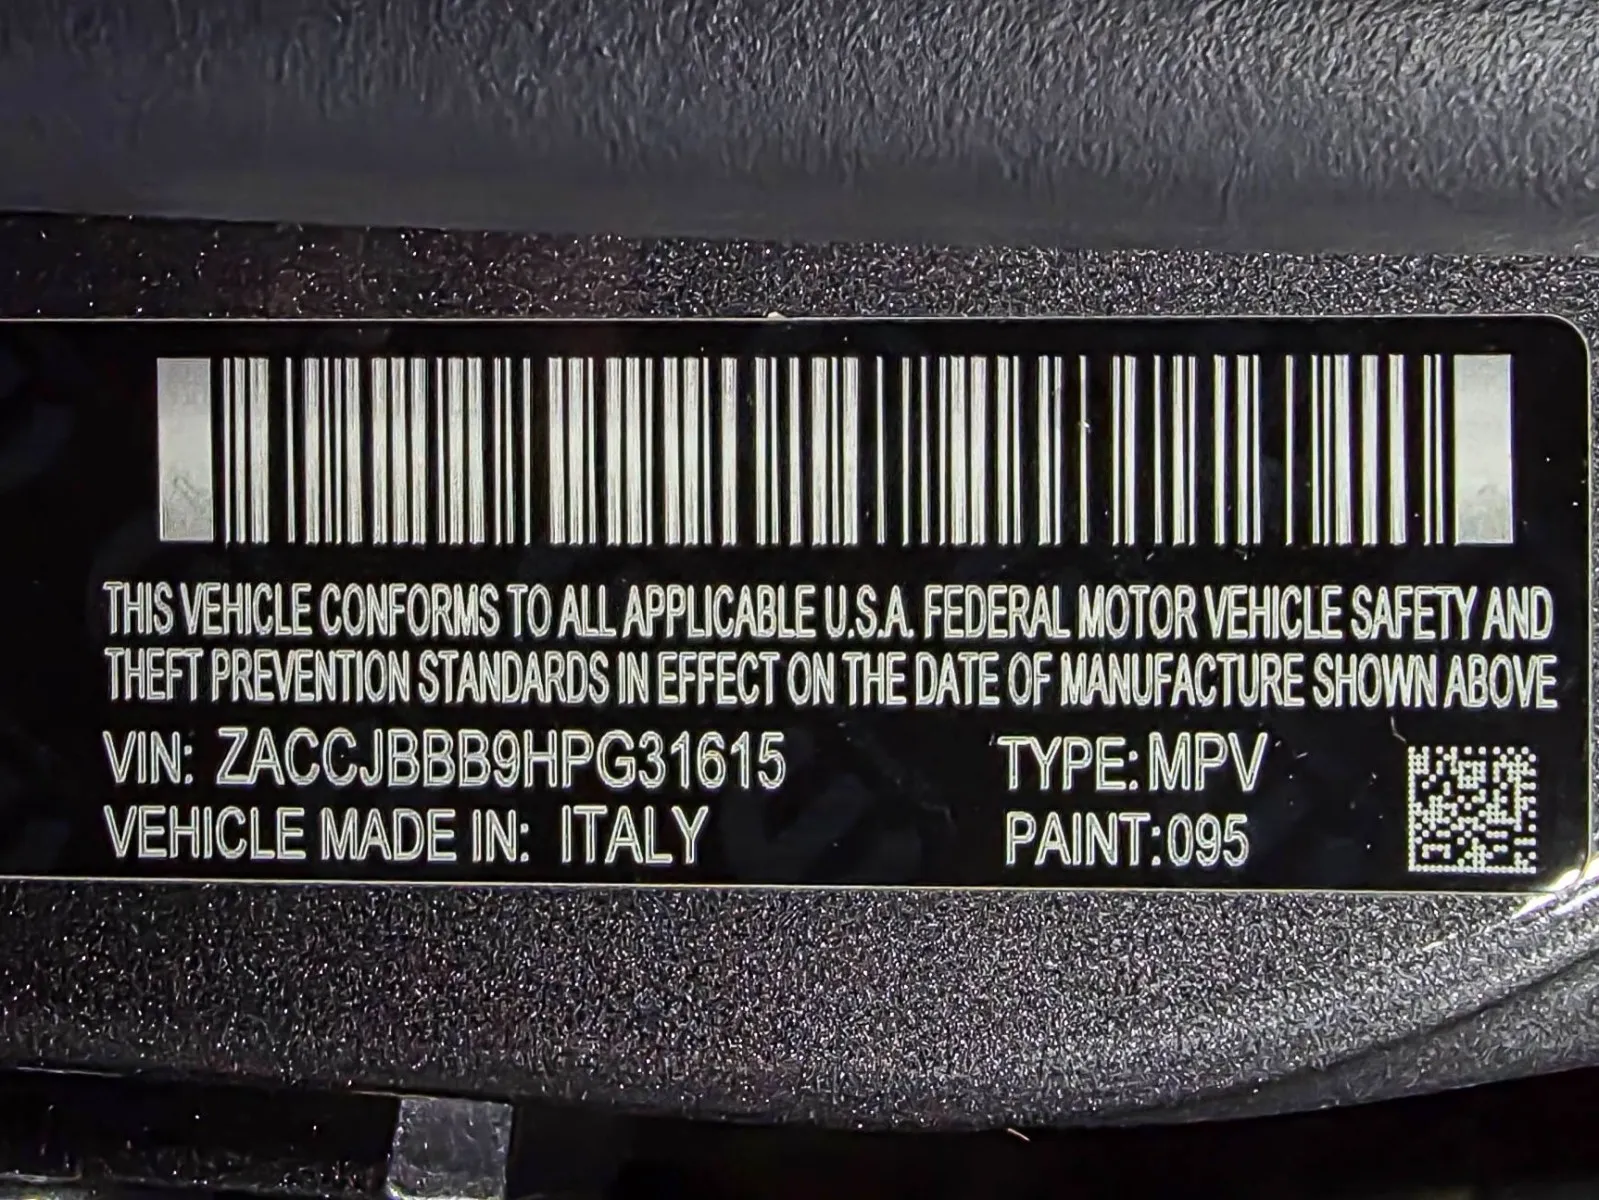 THIS VEHICLE CONFORMS TO ALL APPLICABLE U.S.A. FEDERAL MOTOR VEHICLE SAFETY AND
THEFT PREVENTION STANDARDS IN EFFECT ON THE DATE OF MANUFACTURE SHOWN ABOVE
VIN: ZACCJBBB9HPG31615 TYPE: MPV
VEHICLE MADE IN: ITALY PAINT: 095